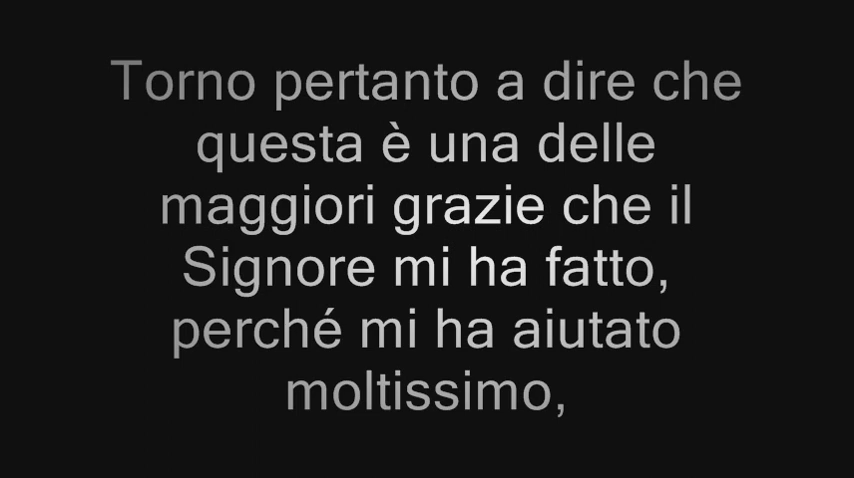 Torno pertanto a dire che
questa è una delle
maggiori grazie che il
Signore mi ha fatto,
perché mi ha aiutato
moltissimo,